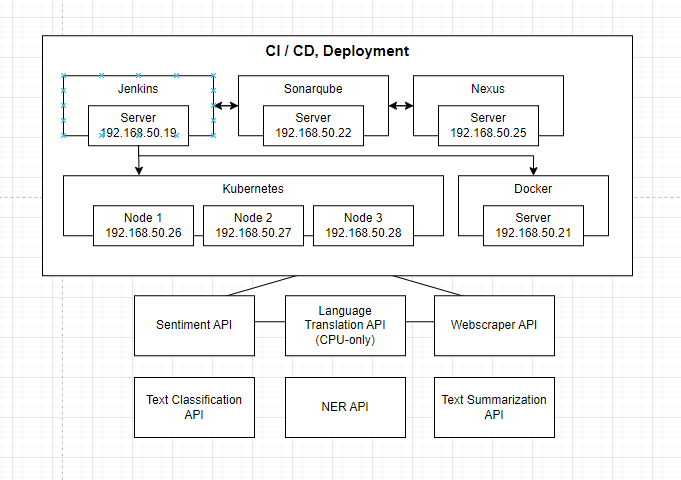 CI / CD, Deployment
Jenkins
Server
192.168.50.19
Sonarqube
Server
192.168.50.22
Nexus
Server
192.168.50.25
Kubernetes
Node 1
192.168.50.26
Node 2
192.168.50.27
Node 3
192.168.50.28
Docker
Server
192.168.50.21
Sentiment API
Language
Translation API
(CPU-only)
Webscraper API
Text Classification
API
NER API
Text Summarization
API